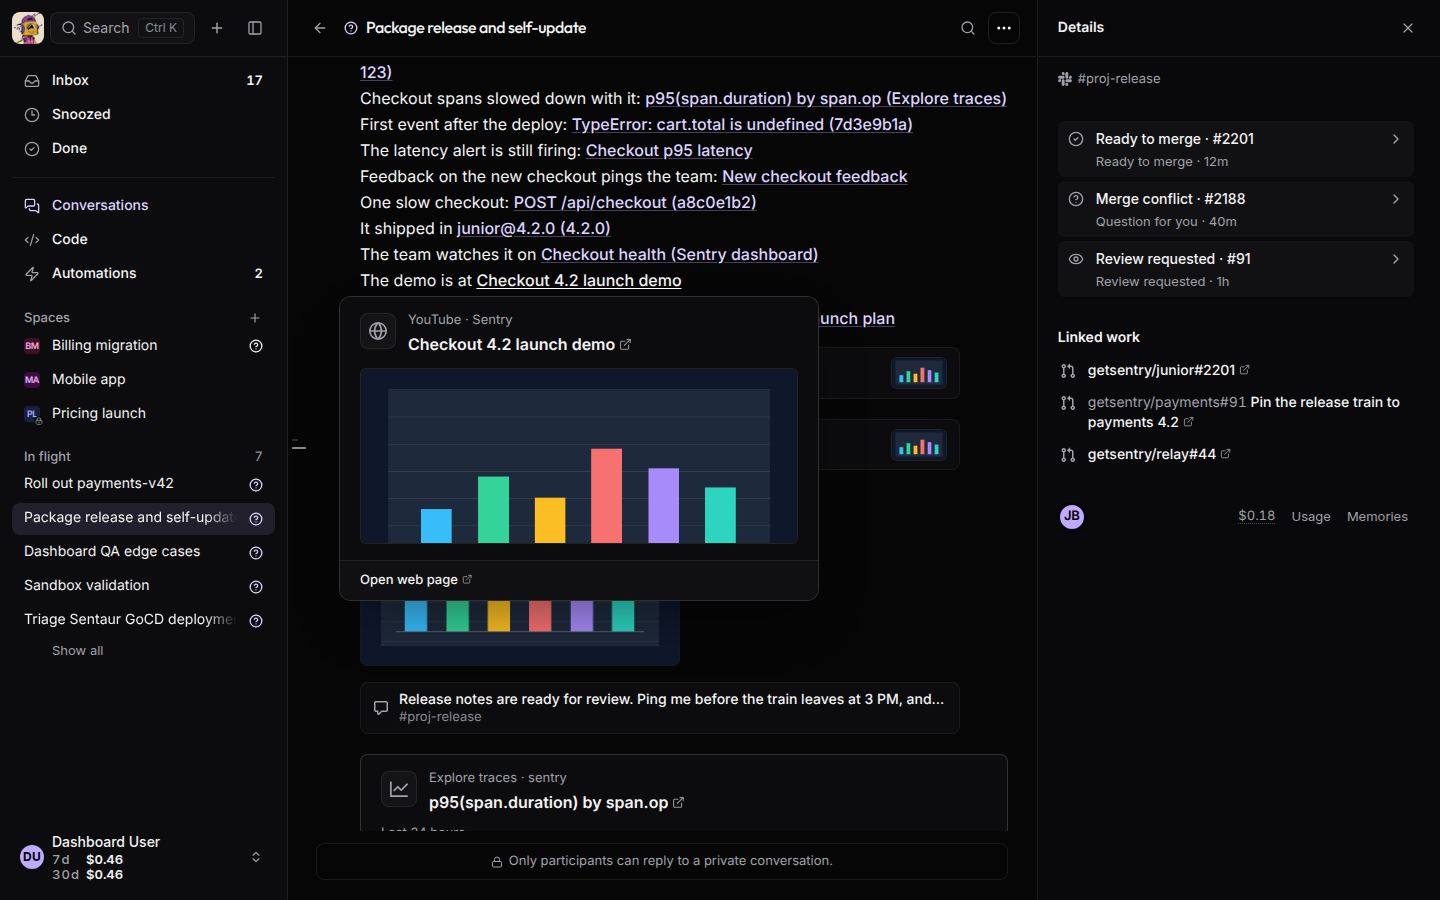 Search Ctrl K
Inbox 17
Snoozed
Done
Conversations
Code
Automations 2
Spaces
BM Billing migration
MA Mobile app
PL Pricing launch
In flight 7
Roll out payments-v42
Package release and self-updat
Dashboard QA edge cases
Sandbox validation
Triage Sentaur GoCD deployme
Show all
DU Dashboard User
7d $0.46
30d $0.46
Package release and self-update
123)
Checkout spans slowed down with it: p95(span.duration) by span.op (Explore traces)
First event after the deploy: TypeError: cart.total is undefined (7d3e9b1a)
The latency alert is still firing: Checkout p95 latency
Feedback on the new checkout pings the team: New checkout feedback
One slow checkout: POST /api/checkout (a8c0e1b2)
It shipped in junior@4.2.0 (4.2.0)
The team watches it on Checkout health (Sentry dashboard)
The demo is at Checkout 4.2 launch demo
unch plan
YouTube · Sentry
Checkout 4.2 launch demo
Open web page
Release notes are ready for review. Ping me before the train leaves at 3 PM, and...
#proj-release
Explore traces · sentry
p95(span.duration) by span.op
Last 24 hours
Only participants can reply to a private conversation.
Details
#proj-release
Ready to merge · #2201
Ready to merge · 12m
Merge conflict · #2188
Question for you · 40m
Review requested · #91
Review requested · 1h
Linked work
getsentry/junior#2201
getsentry/payments#91 Pin the release train to
payments 4.2
getsentry/relay#44
JB $0.18 Usage Memories